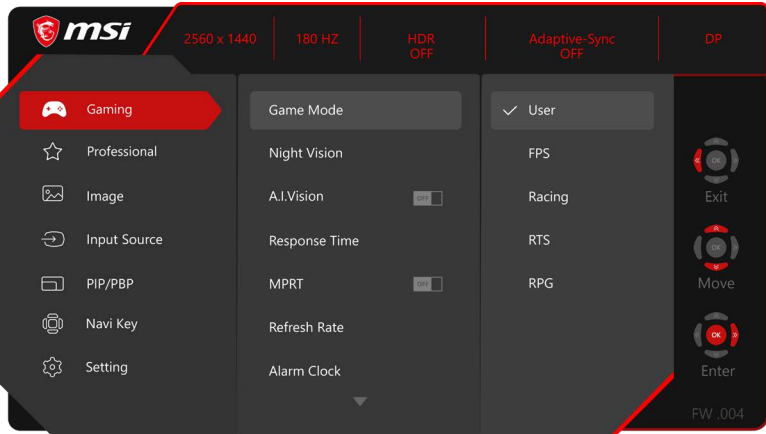 msi
2560 x 1440
180 HZ
HDR
OFF
Adaptive-Sync
OFF
DP
Gaming
Professional
Image
Input Source
PIP/PBP
Navi Key
Setting
Game Mode
Night Vision
A.I.Vision
OFF
Response Time
MPRT
OFF
Refresh Rate
Alarm Clock
User
FPS
Racing
RTS
RPG
OK
Exit
OK
Move
OK
Enter
FW .004